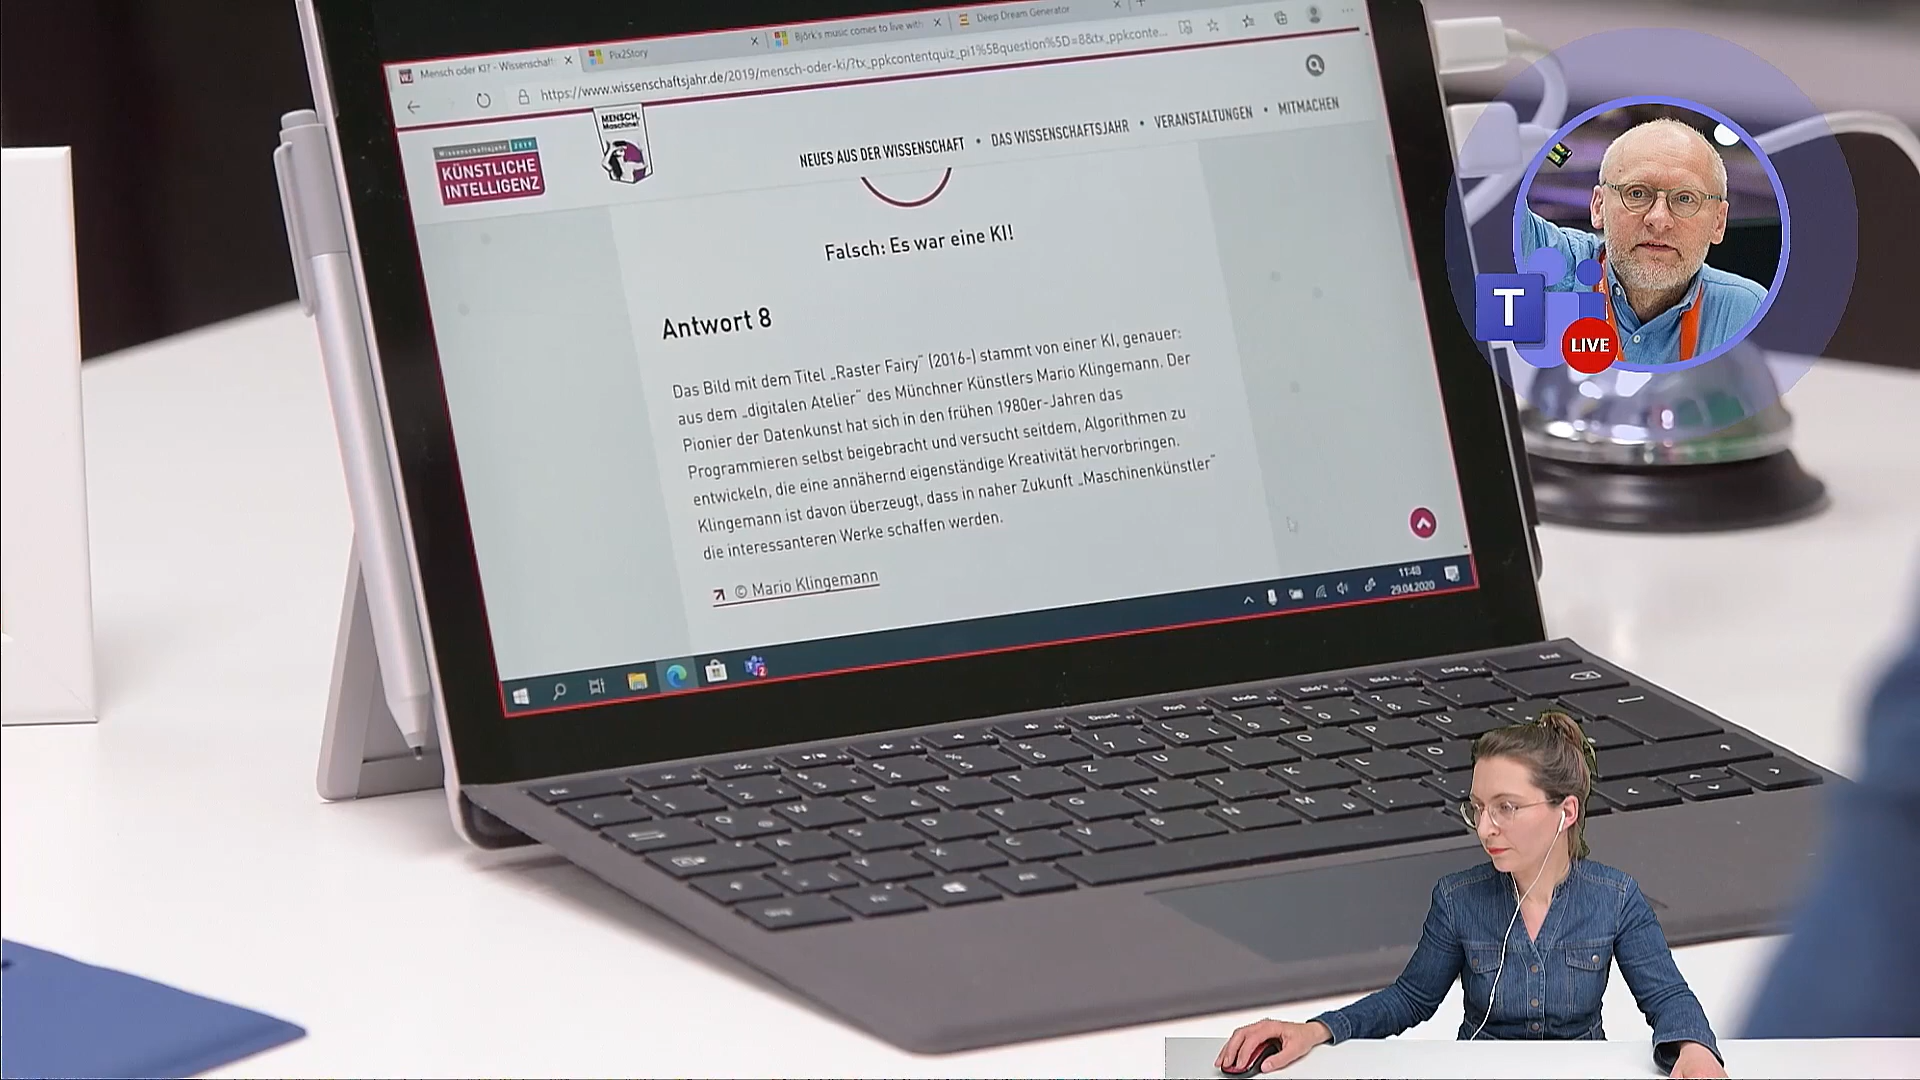 Mensch oder KI? - Wissenschaft
Pix2Story
Björk's music comes to live with
Deep Dream Generator
https://www.wissenschaftsjahr.de/2019/mensch-oder-ki/?tx_ppkcontentquiz_pi1%5Bquestion%5D=8&tx_ppkconte...
Wissenschaftsjahr 2019
KÜNSTLICHE
INTELLIGENZ
MENSCH,
Maschine!
NEUES AUS DER WISSENSCHAFT • DAS WISSENSCHAFTSJAHR • VERANSTALTUNGEN • MITMACHEN
Falsch: Es war eine KI!
Antwort 8
Das Bild mit dem Titel „Raster Fairy“ (2016-) stammt von einer KI, genauer:
aus dem „digitalen Atelier“ des Münchner Künstlers Mario Klingemann. Der
Pionier der Datenkunst hat sich in den frühen 1980er-Jahren das
Programmieren selbst beigebracht und versucht seitdem, Algorithmen zu
entwickeln, die eine annähernd eigenständige Kreativität hervorbringen.
Klingemann ist davon überzeugt, dass in naher Zukunft „Maschinenkünstler“
die interessanteren Werke schaffen werden.
© Mario Klingemann
11:43
29.04.2020
T
LIVE